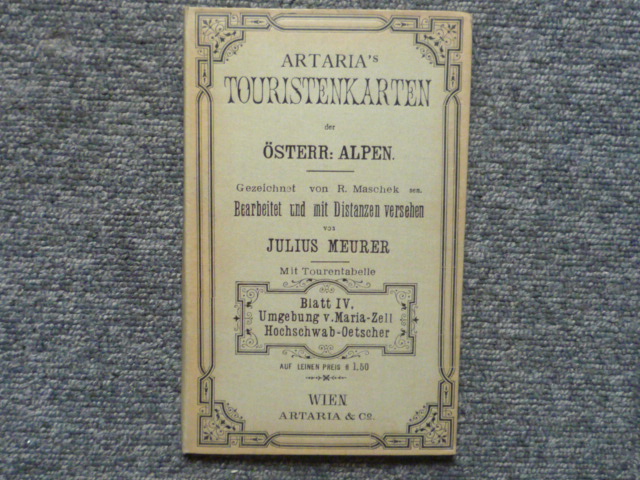 ARTARIA's
TOURISTENKARTEN
der
ÖSTERR: ALPEN.
Gezeichnet von R. Maschek sen.
Bearbeitet und mit Distanzen versehen
von
JULIUS MEURER
Mit Tourentabelle
Blatt IV,
Umgebung v. Maria-Zell
Hochschwab-Oetscher
AUF LEINEN PREIS fl 1.50
WIEN
ARTARIA & Co.